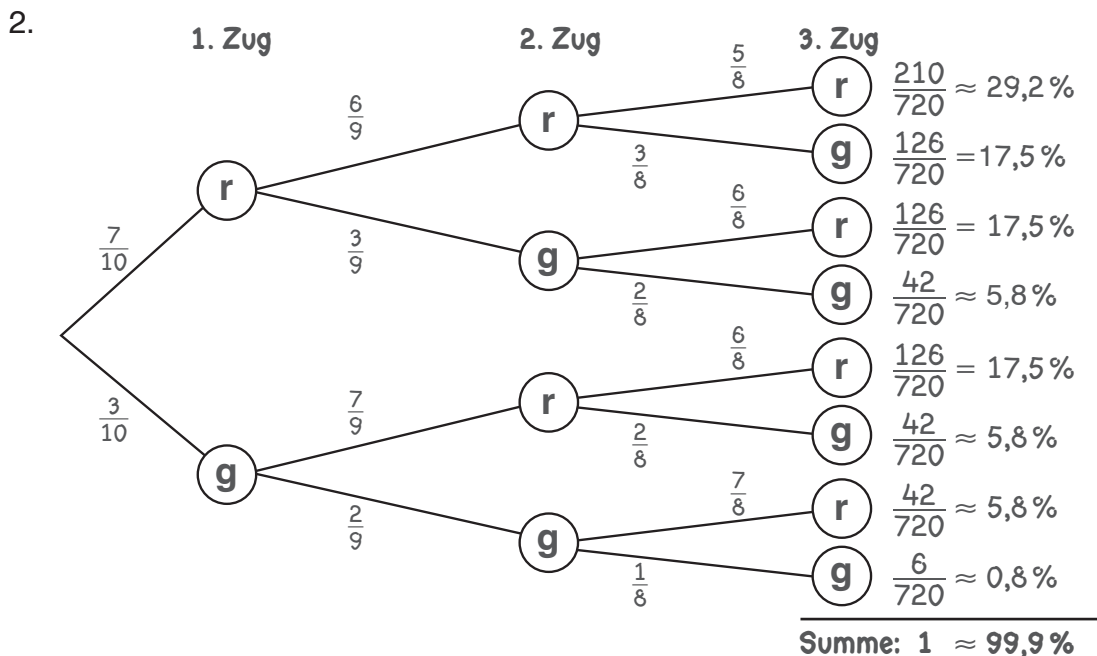 2.
1. Zug 2. Zug 3. Zug
5/8
r 210/720 ≈ 29,2 %
6/9
r
3/8
g 126/720 = 17,5 %
r
6/8
r 126/720 = 17,5 %
7/10
3/9
g
2/8
g 42/720 ≈ 5,8 %
6/8
r 126/720 = 17,5 %
3/10
7/9
r
2/8
g 42/720 ≈ 5,8 %
g
7/8
r 42/720 ≈ 5,8 %
2/9
g
1/8
g 6/720 ≈ 0,8 %
Summe: 1 ≈ 99,9 %